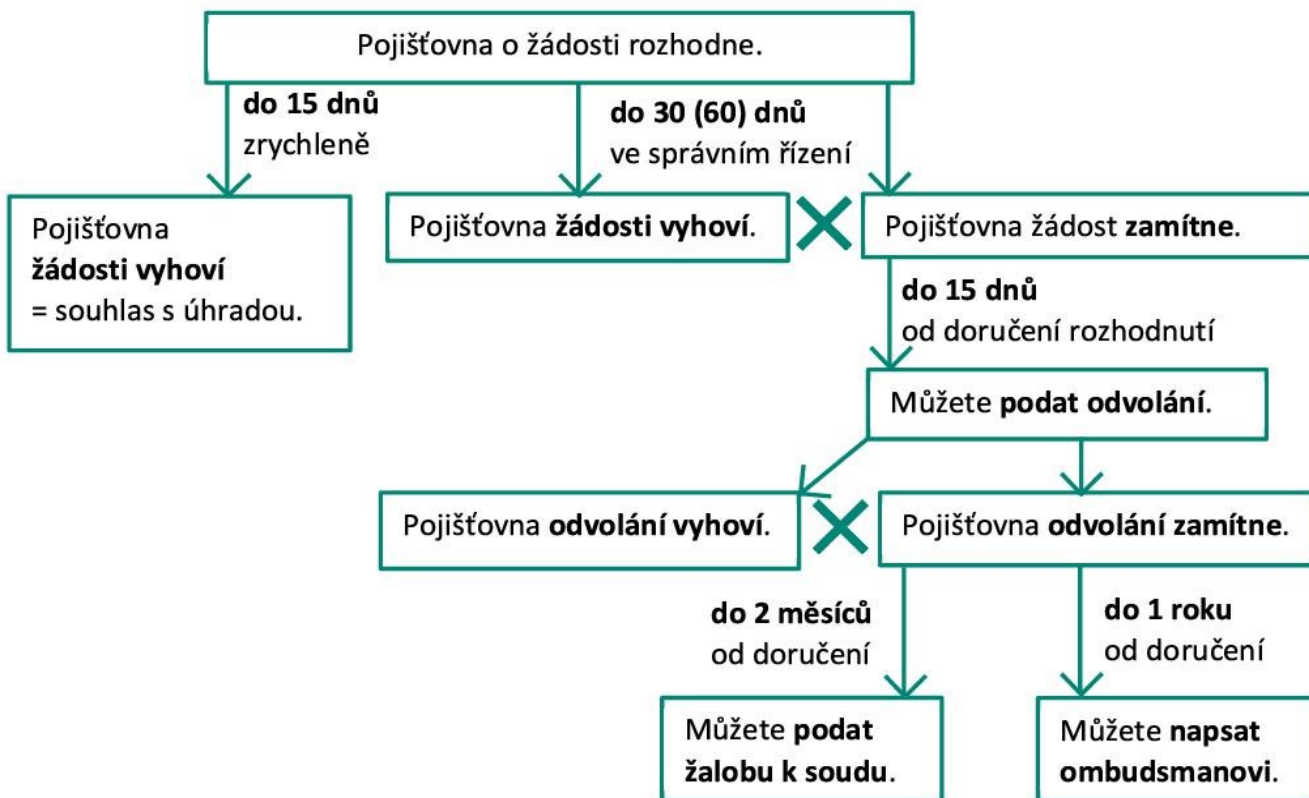 Pojišťovna o žádosti rozhodne.
do 15 dnů
zrychleně
do 30 (60) dnů
ve správním řízení
Pojišťovna
žádosti vyhoví
= souhlas s úhradou.
Pojišťovna žádosti vyhoví.
Pojišťovna žádost zamítne.
do 15 dnů
od doručení rozhodnutí
Můžete podat odvolání.
Pojišťovna odvolání vyhoví.
Pojišťovna odvolání zamítne.
do 2 měsíců
od doručení
do 1 roku
od doručení
Můžete podat
žalobu k soudu.
Můžete napsat
ombudsmanovi.